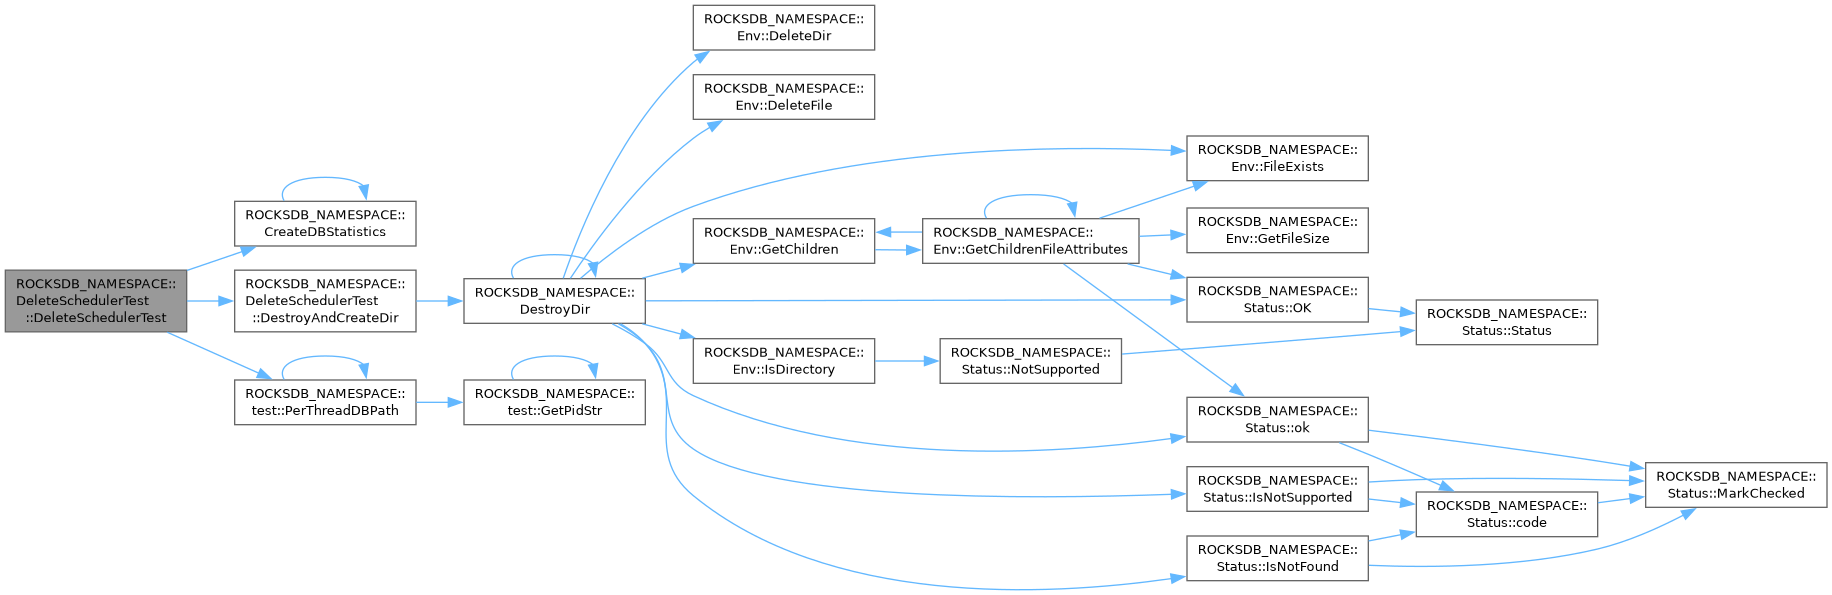 ROCKSDB_NAMESPACE::
DeleteSchedulerTest
::DeleteSchedulerTest
ROCKSDB_NAMESPACE::
CreateDBStatistics
ROCKSDB_NAMESPACE::
DeleteSchedulerTest
::DestroyAndCreateDir
ROCKSDB_NAMESPACE::
test::PerThreadDBPath
ROCKSDB_NAMESPACE::
DestroyDir
ROCKSDB_NAMESPACE::
test::GetPidStr
ROCKSDB_NAMESPACE::
Env::DeleteDir
ROCKSDB_NAMESPACE::
Env::DeleteFile
ROCKSDB_NAMESPACE::
Env::GetChildren
ROCKSDB_NAMESPACE::
Env::IsDirectory
ROCKSDB_NAMESPACE::
Env::GetChildrenFileAttributes
ROCKSDB_NAMESPACE::
Status::NotSupported
ROCKSDB_NAMESPACE::
Env::FileExists
ROCKSDB_NAMESPACE::
Env::GetFileSize
ROCKSDB_NAMESPACE::
Status::OK
ROCKSDB_NAMESPACE::
Status::ok
ROCKSDB_NAMESPACE::
Status::IsNotSupported
ROCKSDB_NAMESPACE::
Status::IsNotFound
ROCKSDB_NAMESPACE::
Status::Status
ROCKSDB_NAMESPACE::
Status::code
ROCKSDB_NAMESPACE::
Status::MarkChecked